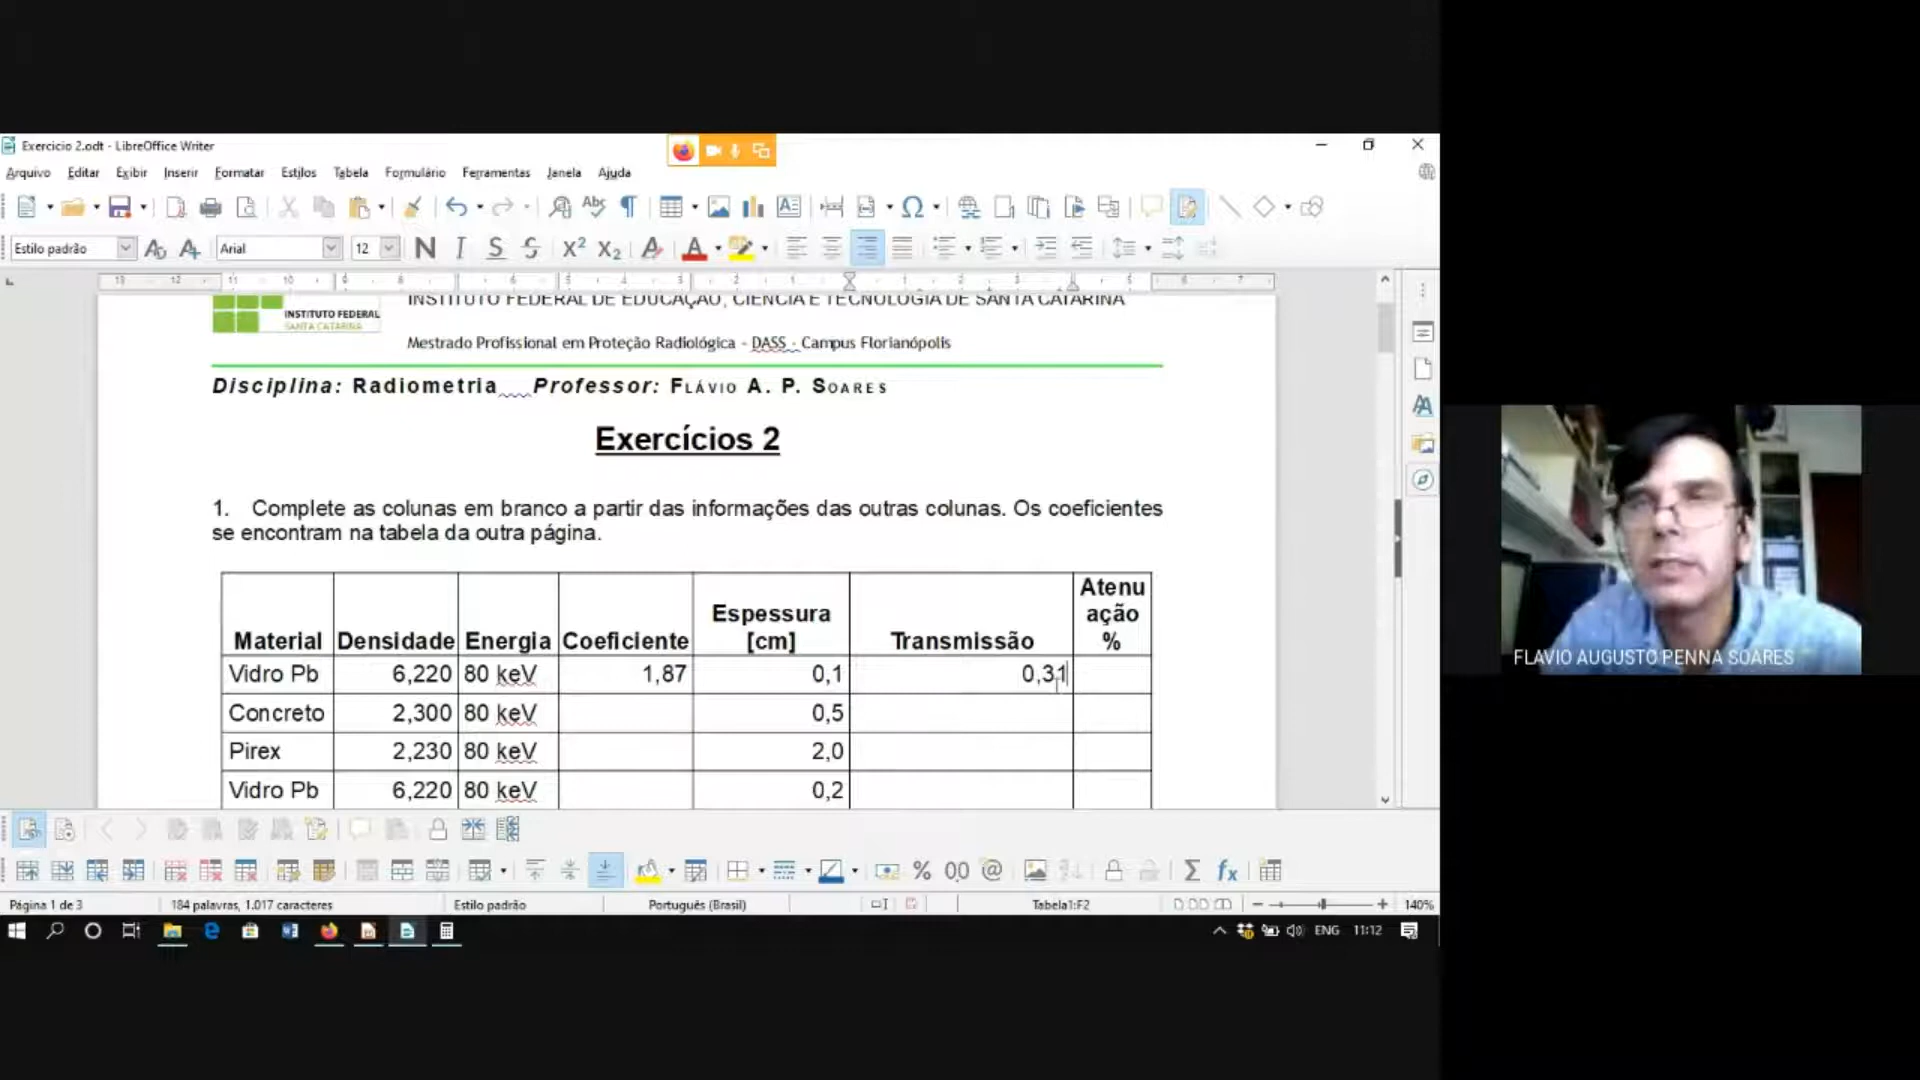 Exercicio 2.odt - LibreOffice Writer
Arquivo Editar Exibir Inserir Formatar Estilos Tabela Formulário Ferramentas Janela Ajuda
Estilo padrão Arial 12
INSTITUTO FEDERAL
SANTA CATARINA
INSTITUTO FEDERAL DE EDUCAÇÃO, CIÊNCIA E TECNOLOGIA DE SANTA CATARINA
Mestrado Profissional em Proteção Radiológica - DASS - Campus Florianópolis
Disciplina: Radiometria Professor: FLÁVIO A. P. SOARES
Exercícios 2
1. Complete as colunas em branco a partir das informações das outras colunas. Os coeficientes
se encontram na tabela da outra página.
Material Densidade Energia Coeficiente Espessura [cm] Transmissão Atenu ação %
Vidro Pb 6,220 80 keV 1,87 0,1 0,31
Concreto 2,300 80 keV 0,5
Pirex 2,230 80 keV 2,0
Vidro Pb 6,220 80 keV 0,2
Página 1 de 3 184 palavras, 1.017 caracteres Estilo padrão Português (Brasil) Tabela1:F2 140%
ENG 11:12
FLAVIO AUGUSTO PENNA SOARES